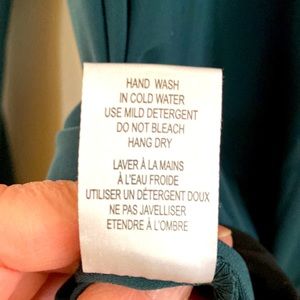 HAND WASH
IN COLD WATER
USE MILD DETERGENT
DO NOT BLEACH
HANG DRY
LAVER À LA MAINS
À L'EAU FROIDE
UTILISER UN DÉTERGENT DOUX
NE PAS JAVELLISER
ETENDRE À L'OMBRE